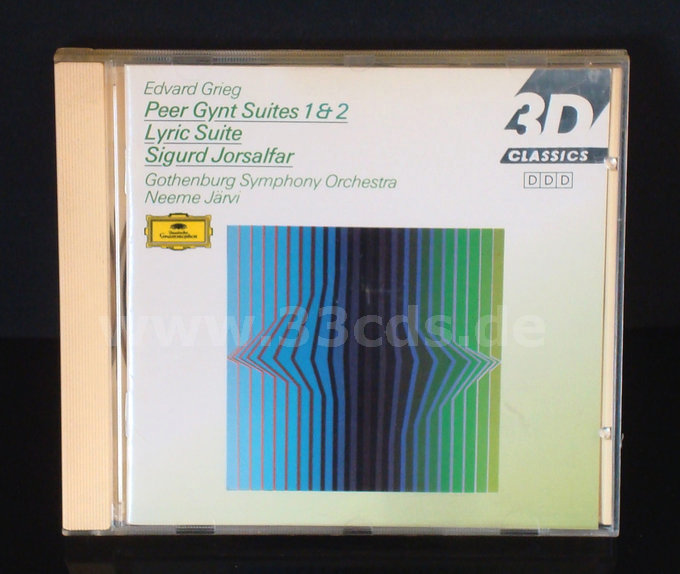 Edvard Grieg
Peer Gynt Suites 1 & 2
Lyric Suite
Sigurd Jorsalfar
Gothenburg Symphony Orchestra
Neeme Järvi
3D
CLASSICS
DDD
Deutsche
Grammophon
www.33cds.de